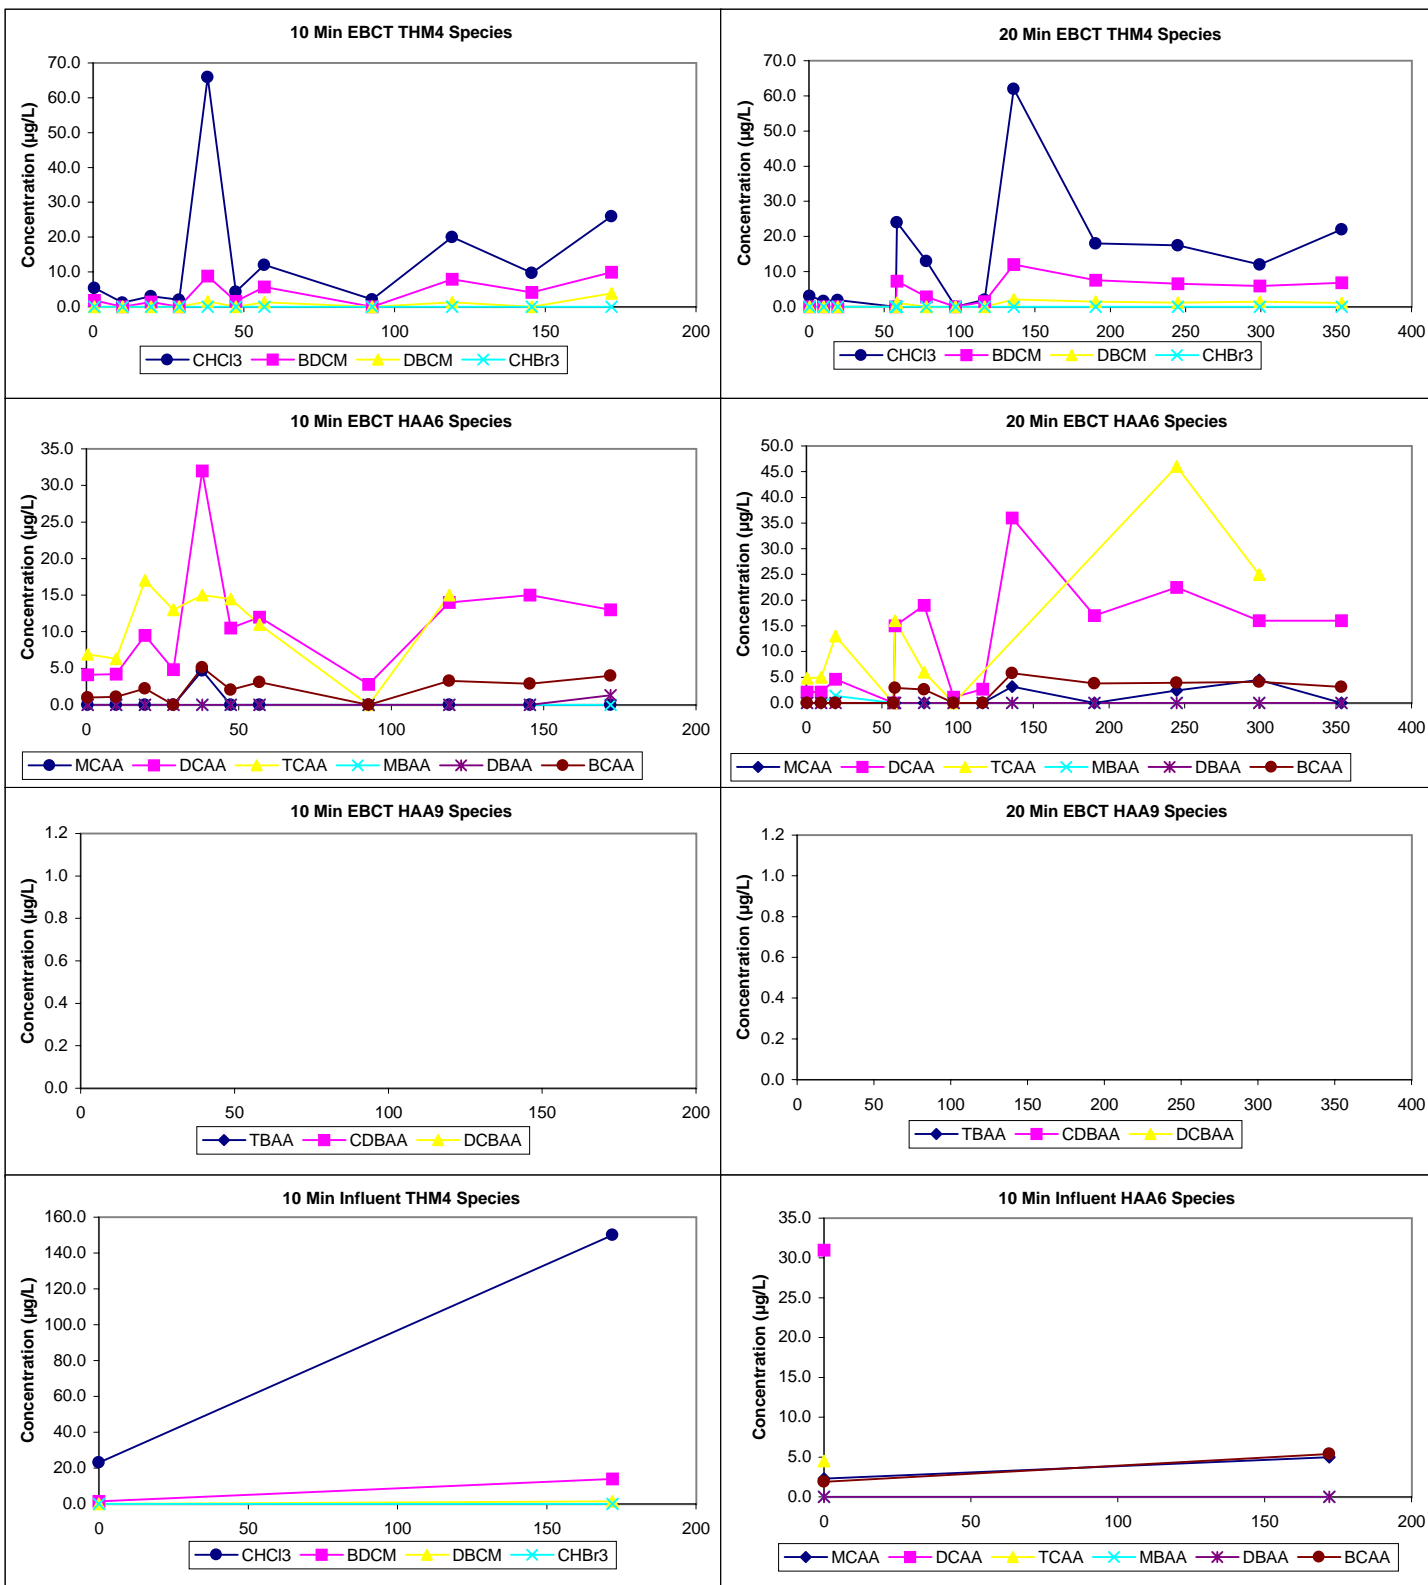 10 Min EBCT THM4 Species
Concentration (µg/L)
70.0
60.0
50.0
40.0
30.0
20.0
10.0
0.0
0 50 100 150 200
CHCl3 BDCM DBCM CHBr3
20 Min EBCT THM4 Species
Concentration (µg/L)
70.0
60.0
50.0
40.0
30.0
20.0
10.0
0.0
0 50 100 150 200 250 300 350 400
CHCl3 BDCM DBCM CHBr3
10 Min EBCT HAA6 Species
Concentration (µg/L)
35.0
30.0
25.0
20.0
15.0
10.0
5.0
0.0
0 50 100 150 200
MCAA DCAA TCAA MBAA DBAA BCAA
20 Min EBCT HAA6 Species
Concentration (µg/L)
50.0
45.0
40.0
35.0
30.0
25.0
20.0
15.0
10.0
5.0
0.0
0 50 100 150 200 250 300 350 400
MCAA DCAA TCAA MBAA DBAA BCAA
10 Min EBCT HAA9 Species
Concentration (µg/L)
1.2
1.0
0.8
0.6
0.4
0.2
0.0
0 50 100 150 200
TBAA CDBAA DCBAA
20 Min EBCT HAA9 Species
Concentration (µg/L)
1.2
1.0
0.8
0.6
0.4
0.2
0.0
0 50 100 150 200 250 300 350 400
TBAA CDBAA DCBAA
10 Min Influent THM4 Species
Concentration (µg/L)
160.0
140.0
120.0
100.0
80.0
60.0
40.0
20.0
0.0
0 50 100 150 200
CHCl3 BDCM DBCM CHBr3
10 Min Influent HAA6 Species
Concentration (µg/L)
35.0
30.0
25.0
20.0
15.0
10.0
5.0
0.0
0 50 100 150 200
MCAA DCAA TCAA MBAA DBAA BCAA